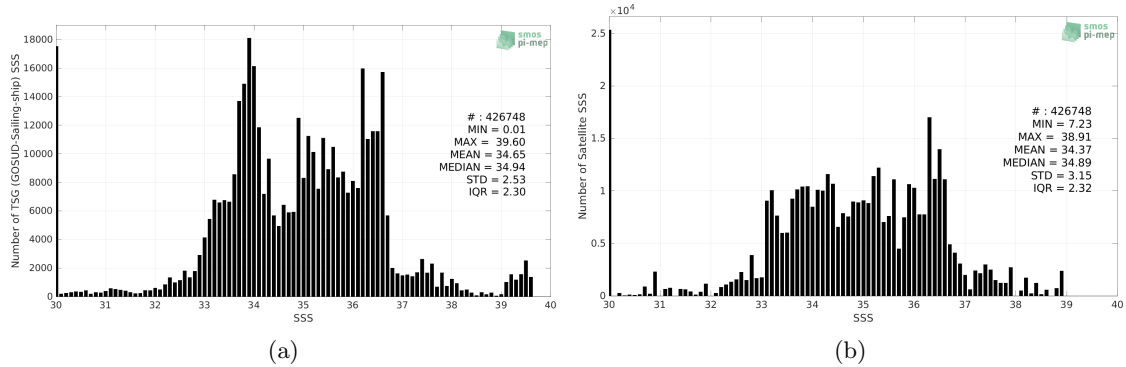 smos
pi-mep
Number of TSG (GOSUD-Sailing-ship) SSS
18000
16000
14000
12000
10000
8000
6000
4000
2000
0
# : 426748
MIN = 0.01
MAX = 39.60
MEAN = 34.65
MEDIAN = 34.94
STD = 2.53
IQR = 2.30
30 31 32 33 34 35 36 37 38 39 40
SSS
(a)
×10⁴
smos
pi-mep
Number of Satellite SSS
2.5
2
1.5
1
0.5
0
# : 426748
MIN = 7.23
MAX = 38.91
MEAN = 34.37
MEDIAN = 34.89
STD = 3.15
IQR = 2.32
30 31 32 33 34 35 36 37 38 39 40
SSS
(b)